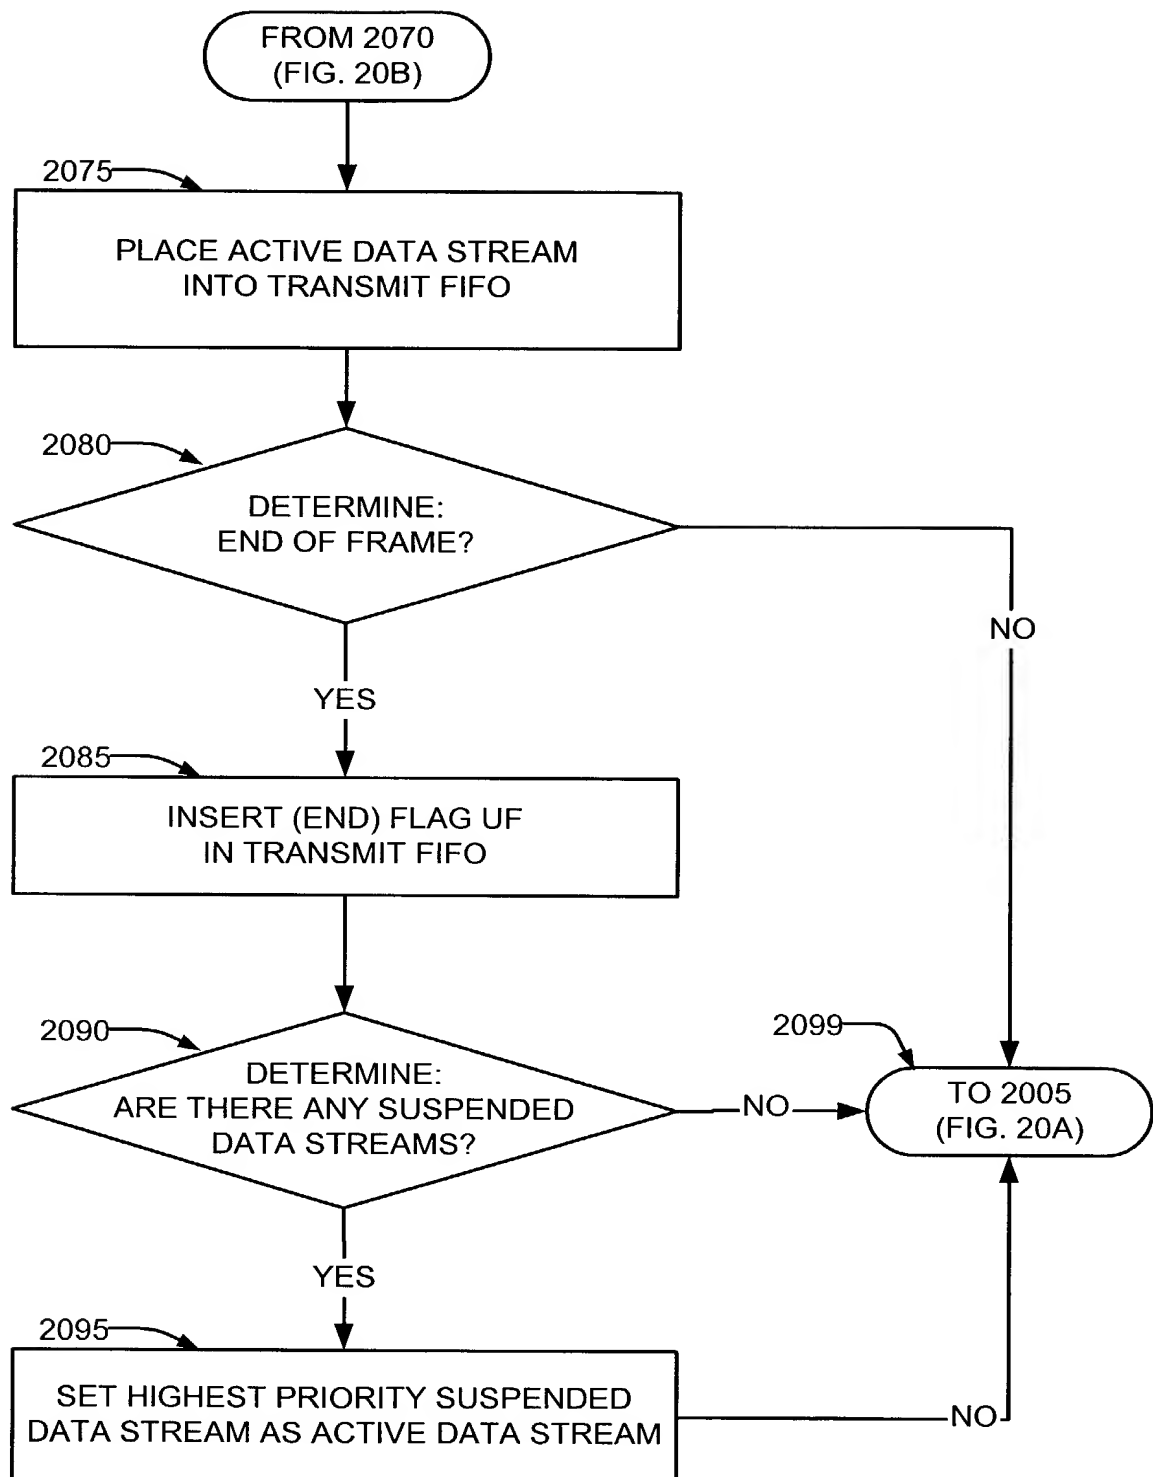 FROM 2070
(FIG. 20B)
2075
PLACE ACTIVE DATA STREAM
INTO TRANSMIT FIFO
2080
DETERMINE:
END OF FRAME?
NO
YES
2085
INSERT (END) FLAG UF
IN TRANSMIT FIFO
2090
DETERMINE:
ARE THERE ANY SUSPENDED
DATA STREAMS?
NO
2099
TO 2005
(FIG. 20A)
YES
2095
SET HIGHEST PRIORITY SUSPENDED
DATA STREAM AS ACTIVE DATA STREAM
NO